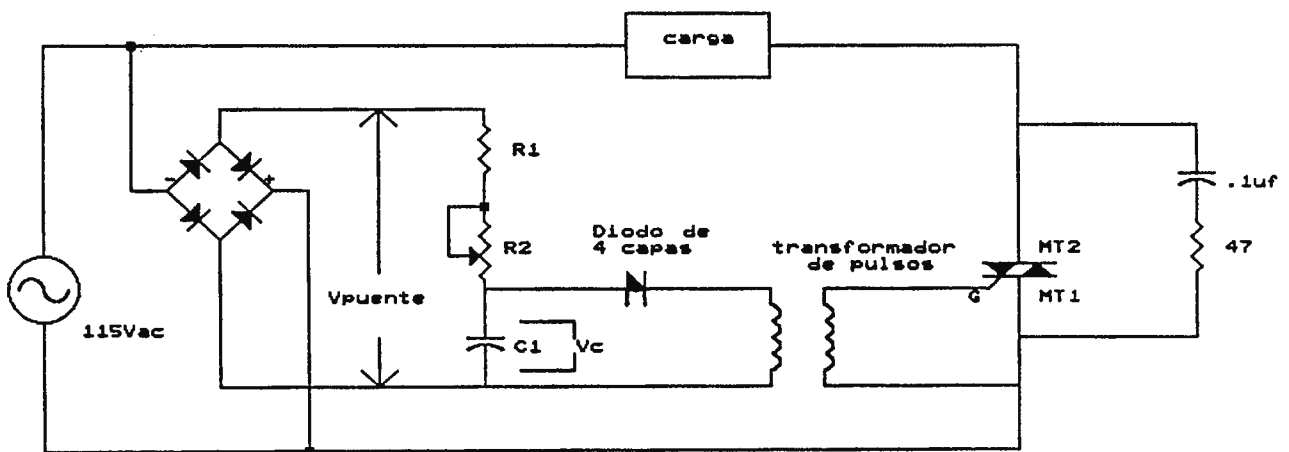 carga
R1
.1uf
- +
Diodo de
4 capas
R2
transformador
de pulsos
MT2
47
G
MT1
Vpuente
115Vac
C1
Vc